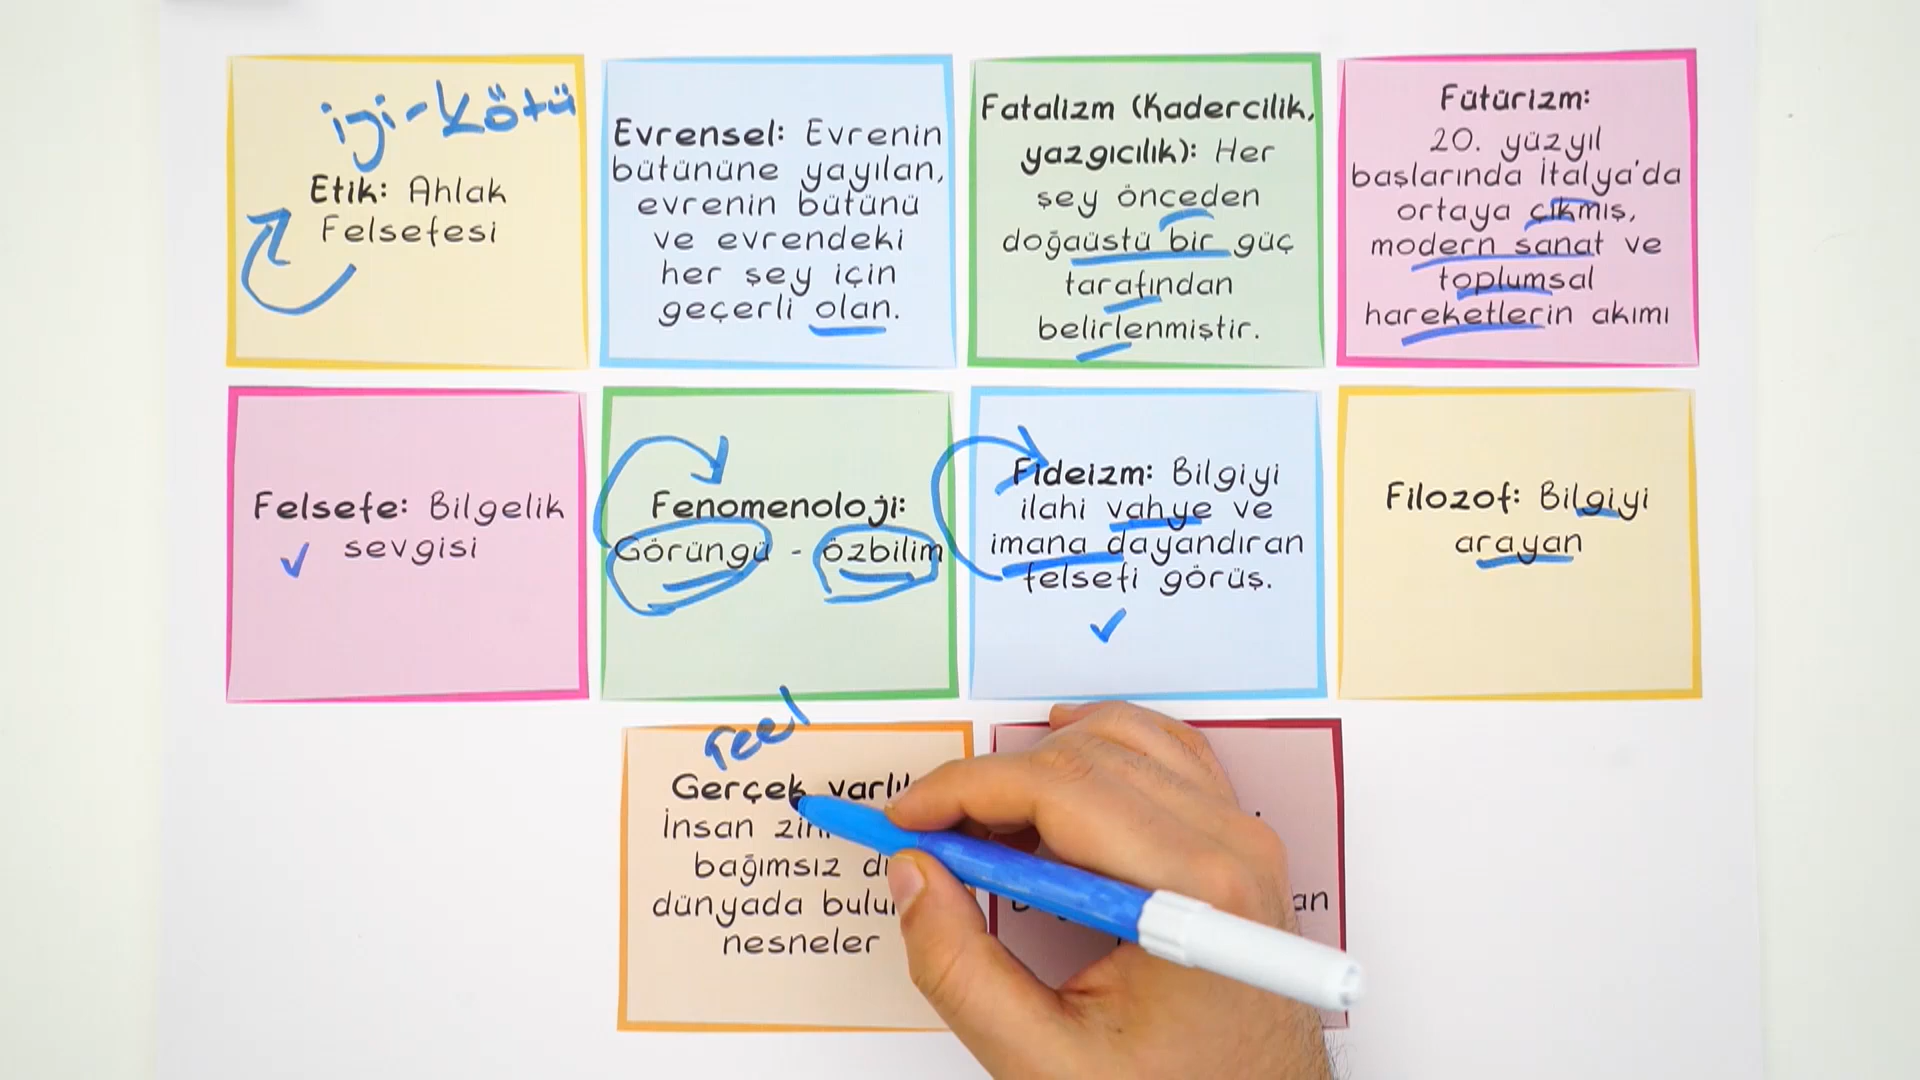 iyi-kötü
Etik: Ahlak
Felsefesi
Evrensel: Evrenin
bütününe yayılan,
evrenin bütünü
ve evrendeki
her şey için
geçerli olan.
Fatalizm (Kadercilik,
yazgıcılık): Her
şey önceden
doğaüstü bir güç
tarafından
belirlenmiştir.
Fütürizm:
20. yüzyıl
başlarında İtalya'da
ortaya çıkmış,
modern sanat ve
toplumsal
hareketlerin akımı
Felsefe: Bilgelik
sevgisi
Fenomenoloji:
Görüngü - özbilim
Fideizm: Bilgiyi
ilahi vahye ve
imana dayandıran
felsefi görüş.
Filozof: Bilgiyi
arayan
reel
Gerçek
İnsan
bağımsız
dünyada
nesneler